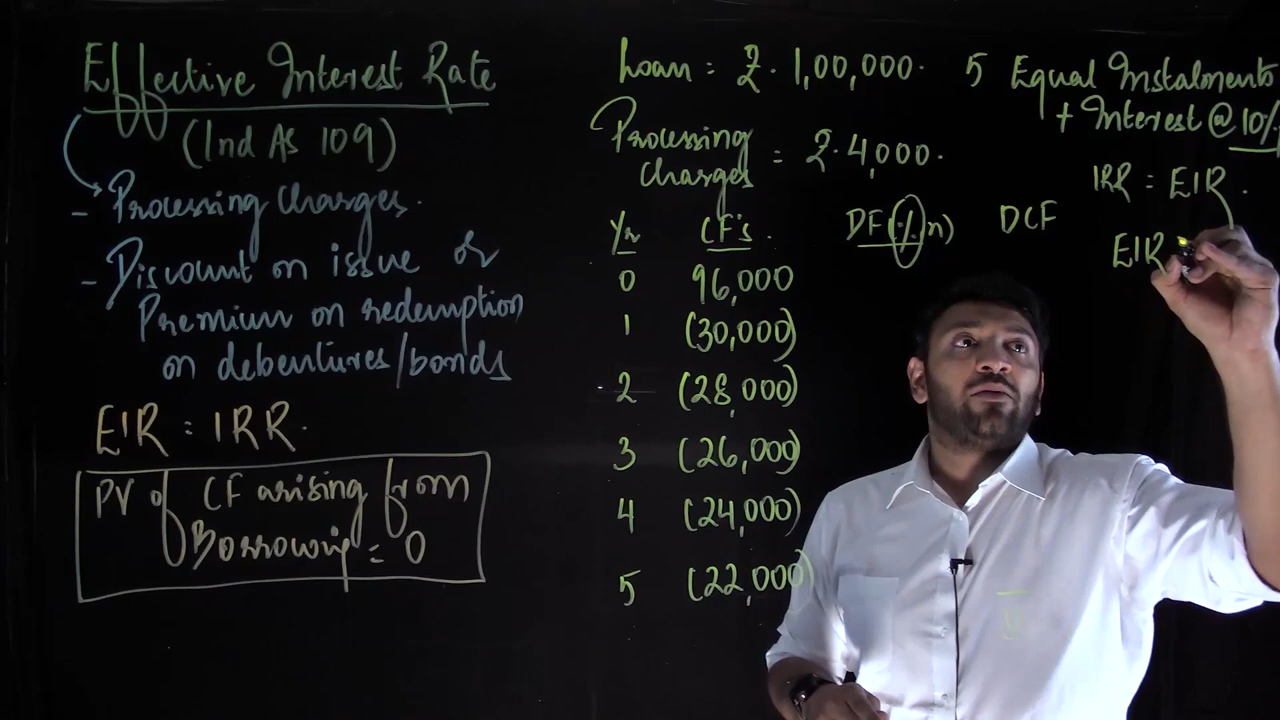 Effective Interest Rate
(Ind As 109)
- Processing charges.
- Discount on issue or
Premium on redemption
on debentures/bonds
EIR = IRR.
PV of CF arising from
Borrowing = 0
Loan = ₹. 1,00,000. 5 Equal Instalments
+ Interest @ 10%
Processing
charges = ₹. 4,000.
IRR = EIR.
Yr CF's. DF(%,n) DCF EIR
0 96,000
1 (30,000)
2 (28,000)
3 (26,000)
4 (24,000)
5 (22,000)
0